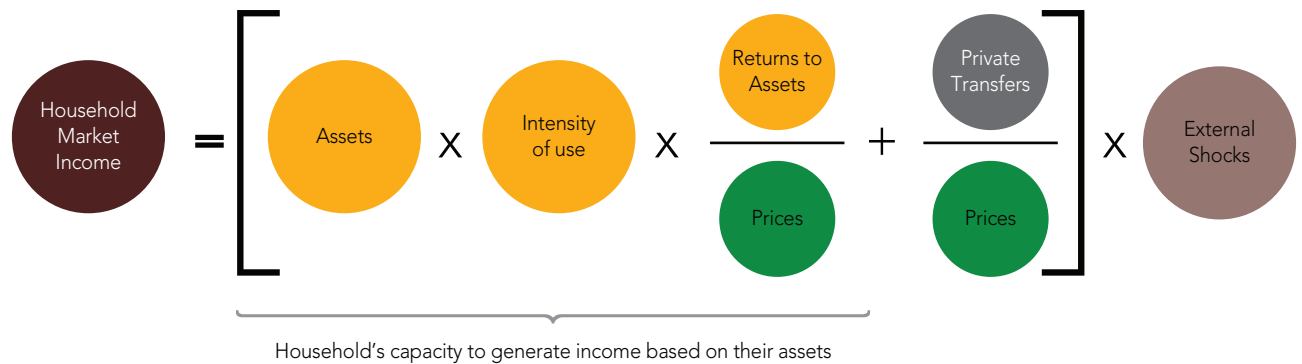 Household
Market
Income
=
Assets
X
Intensity
of use
X
Returns to
Assets
Prices
+
Private
Transfers
Prices
X
External
Shocks
Household’s capacity to generate income based on their assets